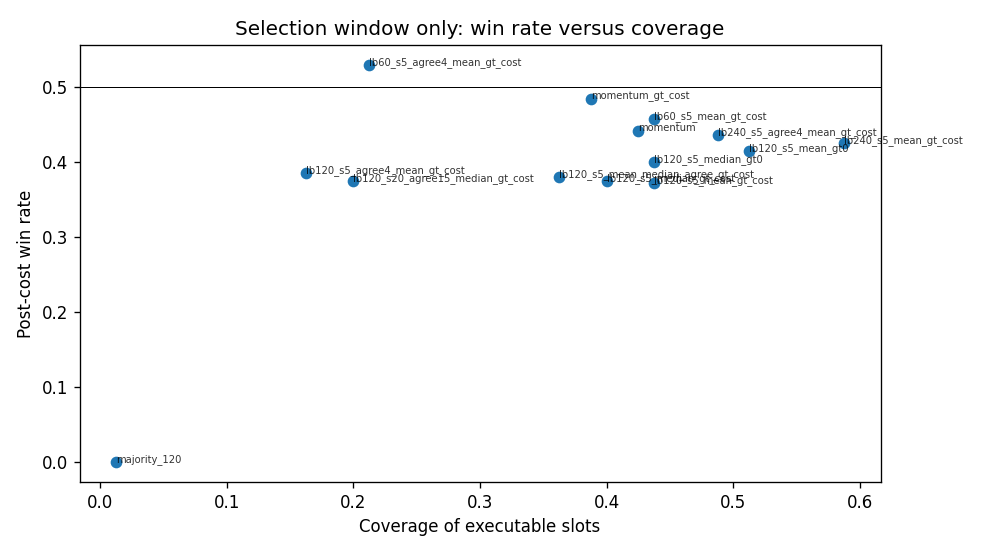 Selection window only: win rate versus coverage
lb60_s5_agree4_mean_gt_cost
0.5
momentum_gt_cost
lb60_s5_mean_gt_cost
momentum
lb240_s5_agree4_mean_gt_cost
lb240_s5_mean_gt_cost
lb120_s5_mean_gt0
lb120_s5_median_gt0
0.4
lb120_s5_agree4_mean_gt_cost
lb120_s20_agree15_median_gt_cost
lb120_s5_mean_median_agree_gt_cost
lb120_s5_median_gt_cost
lb120_s5_mean_gt_cost
0.3
0.2
0.1
0.0
majority_120
Post-cost win rate
0.0 0.1 0.2 0.3 0.4 0.5 0.6
Coverage of executable slots